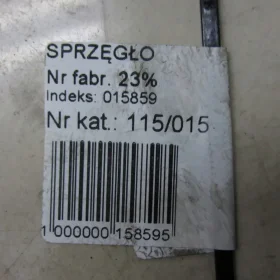 SPRZĘGŁO
Nr fabr. 23%
Indeks: 015859
Nr kat.: 115/015
1 000000 158595